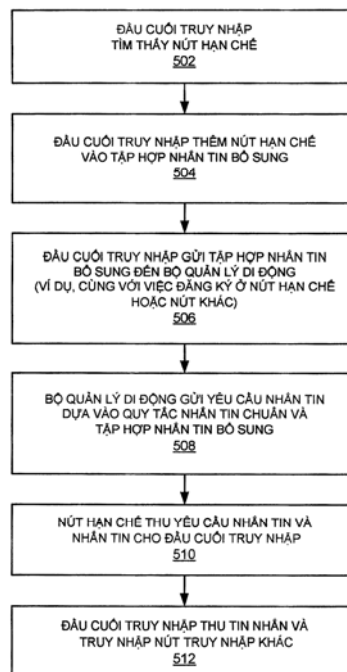 ĐẦU CUỐI TRUY NHẬP
TÌM THẤY NÚT HẠN CHẾ
502
ĐẦU CUỐI TRUY NHẬP THÊM NÚT HẠN CHẾ
VÀO TẬP HỢP NHẮN TIN BỔ SUNG
504
ĐẦU CUỐI TRUY NHẬP GỬI TẬP HỢP NHẮN TIN
BỔ SUNG ĐẾN BỘ QUẢN LÝ DI ĐỘNG
(VÍ DỤ, CÙNG VỚI VIỆC ĐĂNG KÝ Ở NÚT HẠN CHẾ
HOẶC NÚT KHÁC)
506
BỘ QUẢN LÝ DI ĐỘNG GỬI YÊU CẦU NHẮN TIN
DỰA VÀO QUY TẮC NHẮN TIN CHUẨN VÀ
TẬP HỢP NHẮN TIN BỔ SUNG
508
NÚT HẠN CHẾ THU YÊU CẦU NHẮN TIN VÀ
NHẮN TIN CHO ĐẦU CUỐI TRUY NHẬP
510
ĐẦU CUỐI TRUY NHẬP THU TIN NHẮN VÀ
TRUY NHẬP NÚT TRUY NHẬP KHÁC
512